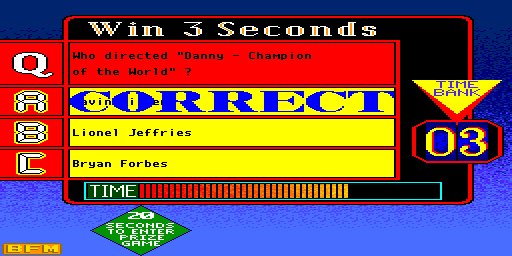 Win 3 Seconds
Q
Who directed "Danny - Champion
of the World" ?
A
CORRECT
B
Lionel Jeffries
C
Bryan Forbes
TIME
BANK
03
TIME
20
SECONDS
TO ENTER
PRIZE
GAME
BFM